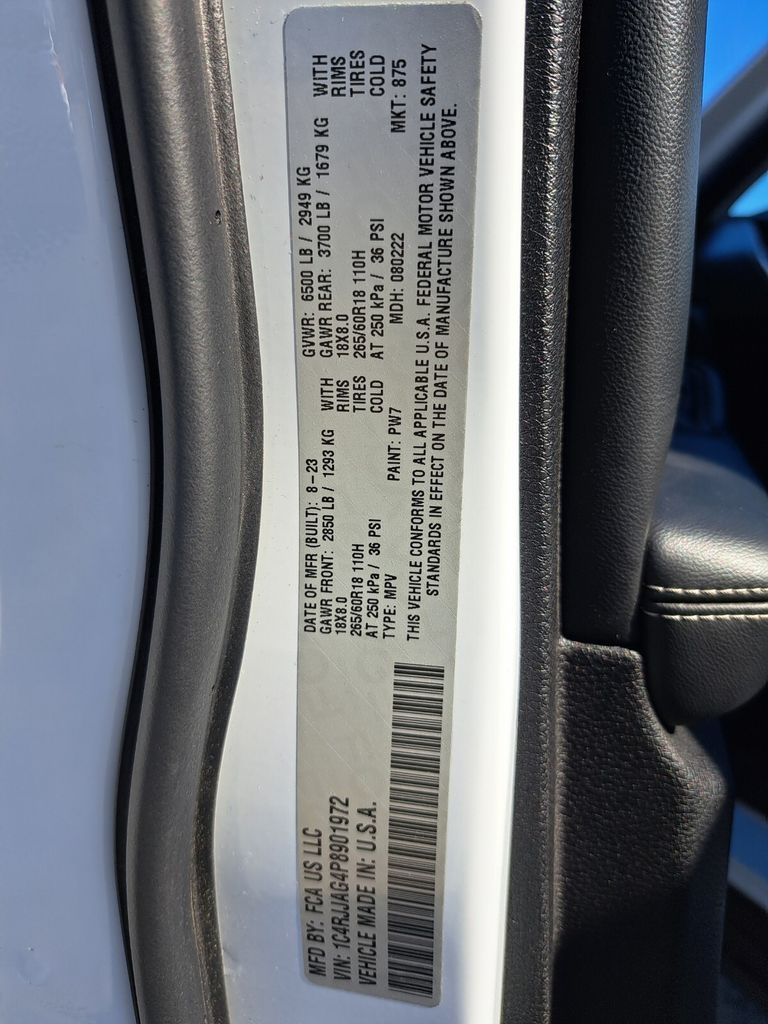 MFD BY: FCA US LLC
VIN: 1C4RJJAG4P8901972
VEHICLE MADE IN: U.S.A.
DATE OF MFR (BUILT): 8-23 GVWR: 6500 LB / 2949 KG
GAWR FRONT: 2850 LB / 1293 KG WITH GAWR REAR: 3700 LB / 1679 KG WITH
18X8.0 RIMS 18X8.0 RIMS
265/60R18 110H TIRES 265/60R18 110H TIRES
AT 250 kPa / 36 PSI COLD AT 250 kPa / 36 PSI COLD
TYPE: MPV PAINT: PW7 MDH: 080222 MKT: 875
THIS VEHICLE CONFORMS TO ALL APPLICABLE U.S.A. FEDERAL MOTOR VEHICLE SAFETY
STANDARDS IN EFFECT ON THE DATE OF MANUFACTURE SHOWN ABOVE.